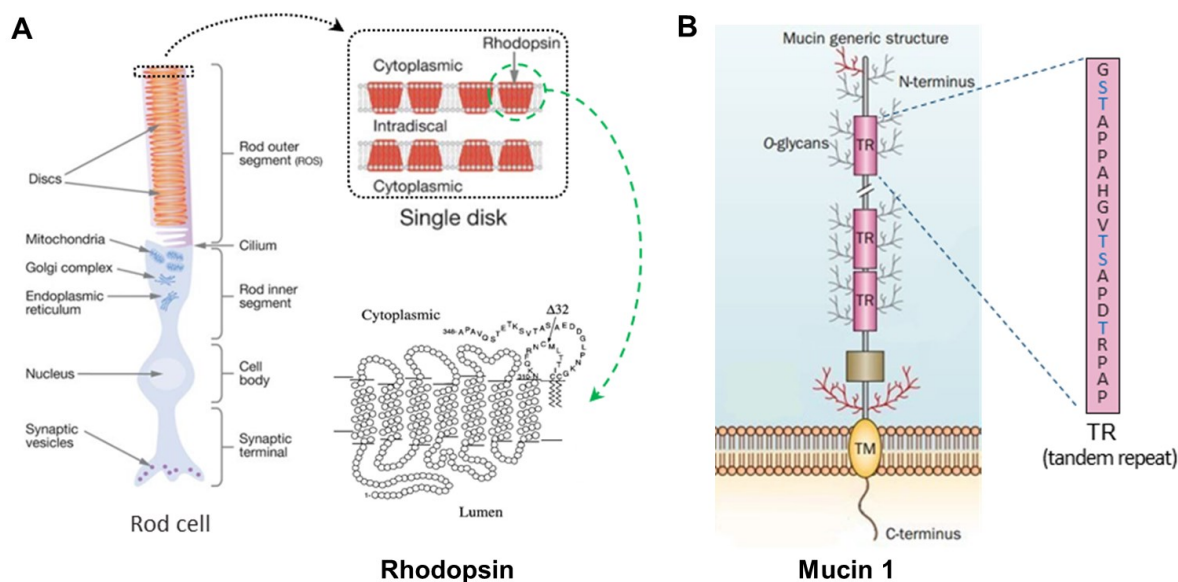 A
Discs
Mitochondria
Golgi complex
Endoplasmic
reticulum
Nucleus
Synaptic
vesicles
Rod outer
segment (ROS)
Cilium
Rod inner
segment
Cell
body
Synaptic
terminal
Rod cell
Rhodopsin
Cytoplasmic
Intradiscal
Cytoplasmic
Single disk
Cytoplasmic
Δ32
348-
A P A V Q S T E T K S V T A S A E D D G L P N K G
Lumen
1-
Rhodopsin
B
Mucin generic structure
N-terminus
O-glycans
TR
TR
TR
TM
C-terminus
G
S
T
A
P
P
A
H
G
V
T
S
A
P
D
T
R
P
A
P
TR
(tandem repeat)
Mucin 1